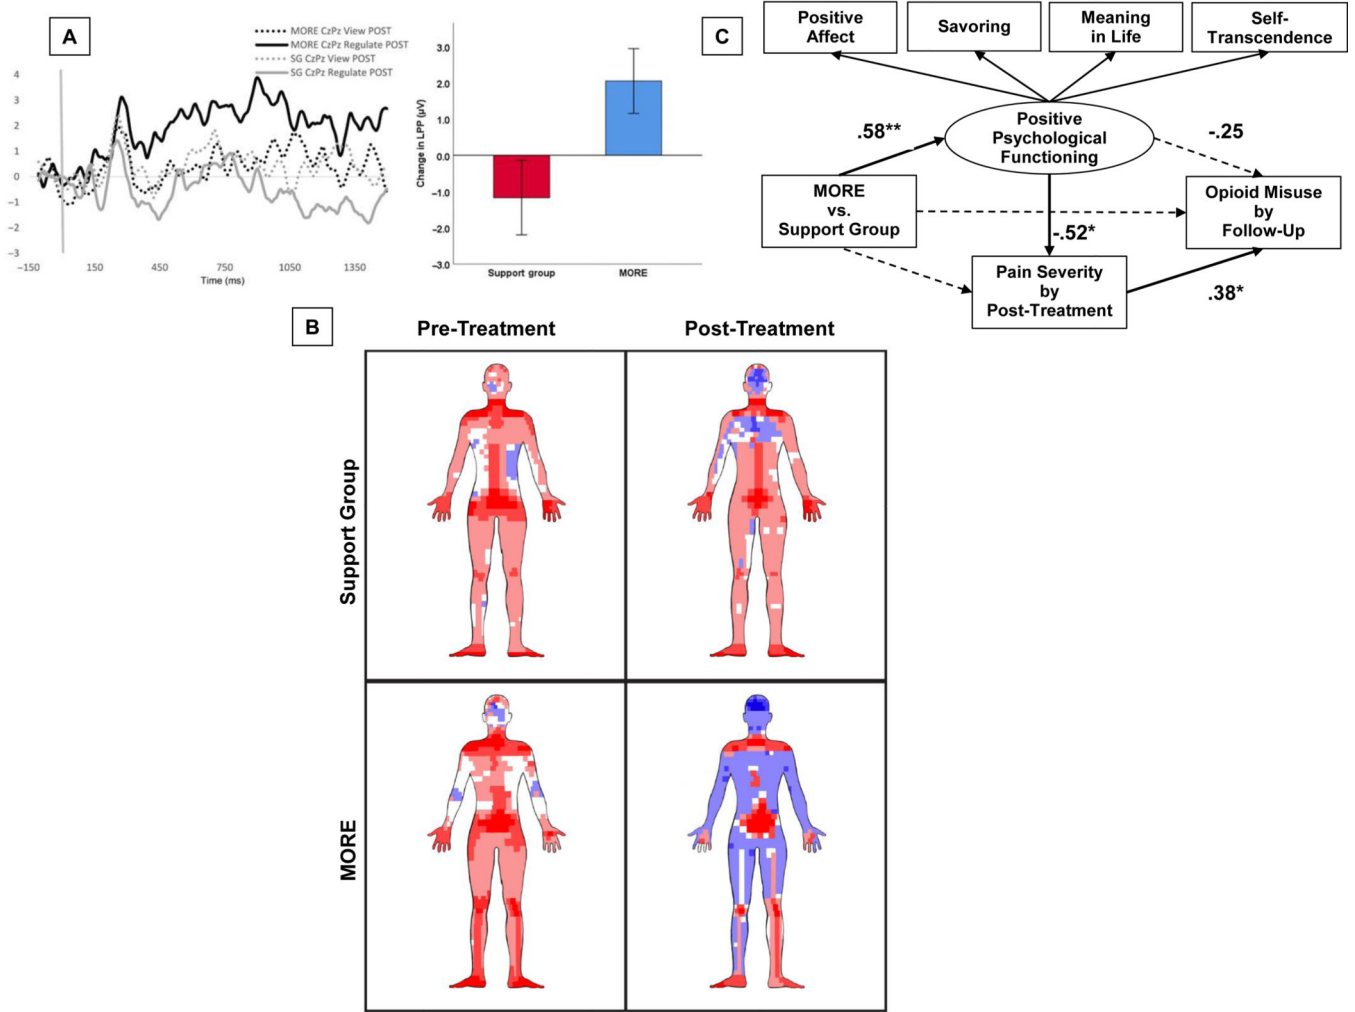 A
MORE CzPz View POST
MORE CzPz Regulate POST
SG CzPz View POST
SG CzPz Regulate POST
4
3
2
1
0
−1
−2
−3
−150
150
450
750
1050
1350
Time (ms)
Change in LPP (μV)
3.0
2.0
1.0
0.0
−1.0
−2.0
−3.0
Support group
MORE
C
Positive
Affect
Savoring
Meaning
in Life
Self-
Transcendence
Positive
Psychological
Functioning
.58**
-.25
MORE
vs.
Support Group
Opioid Misuse
by
Follow-Up
-.52*
Pain Severity
by
Post-Treatment
.38*
B
Pre-Treatment
Post-Treatment
Support Group
MORE